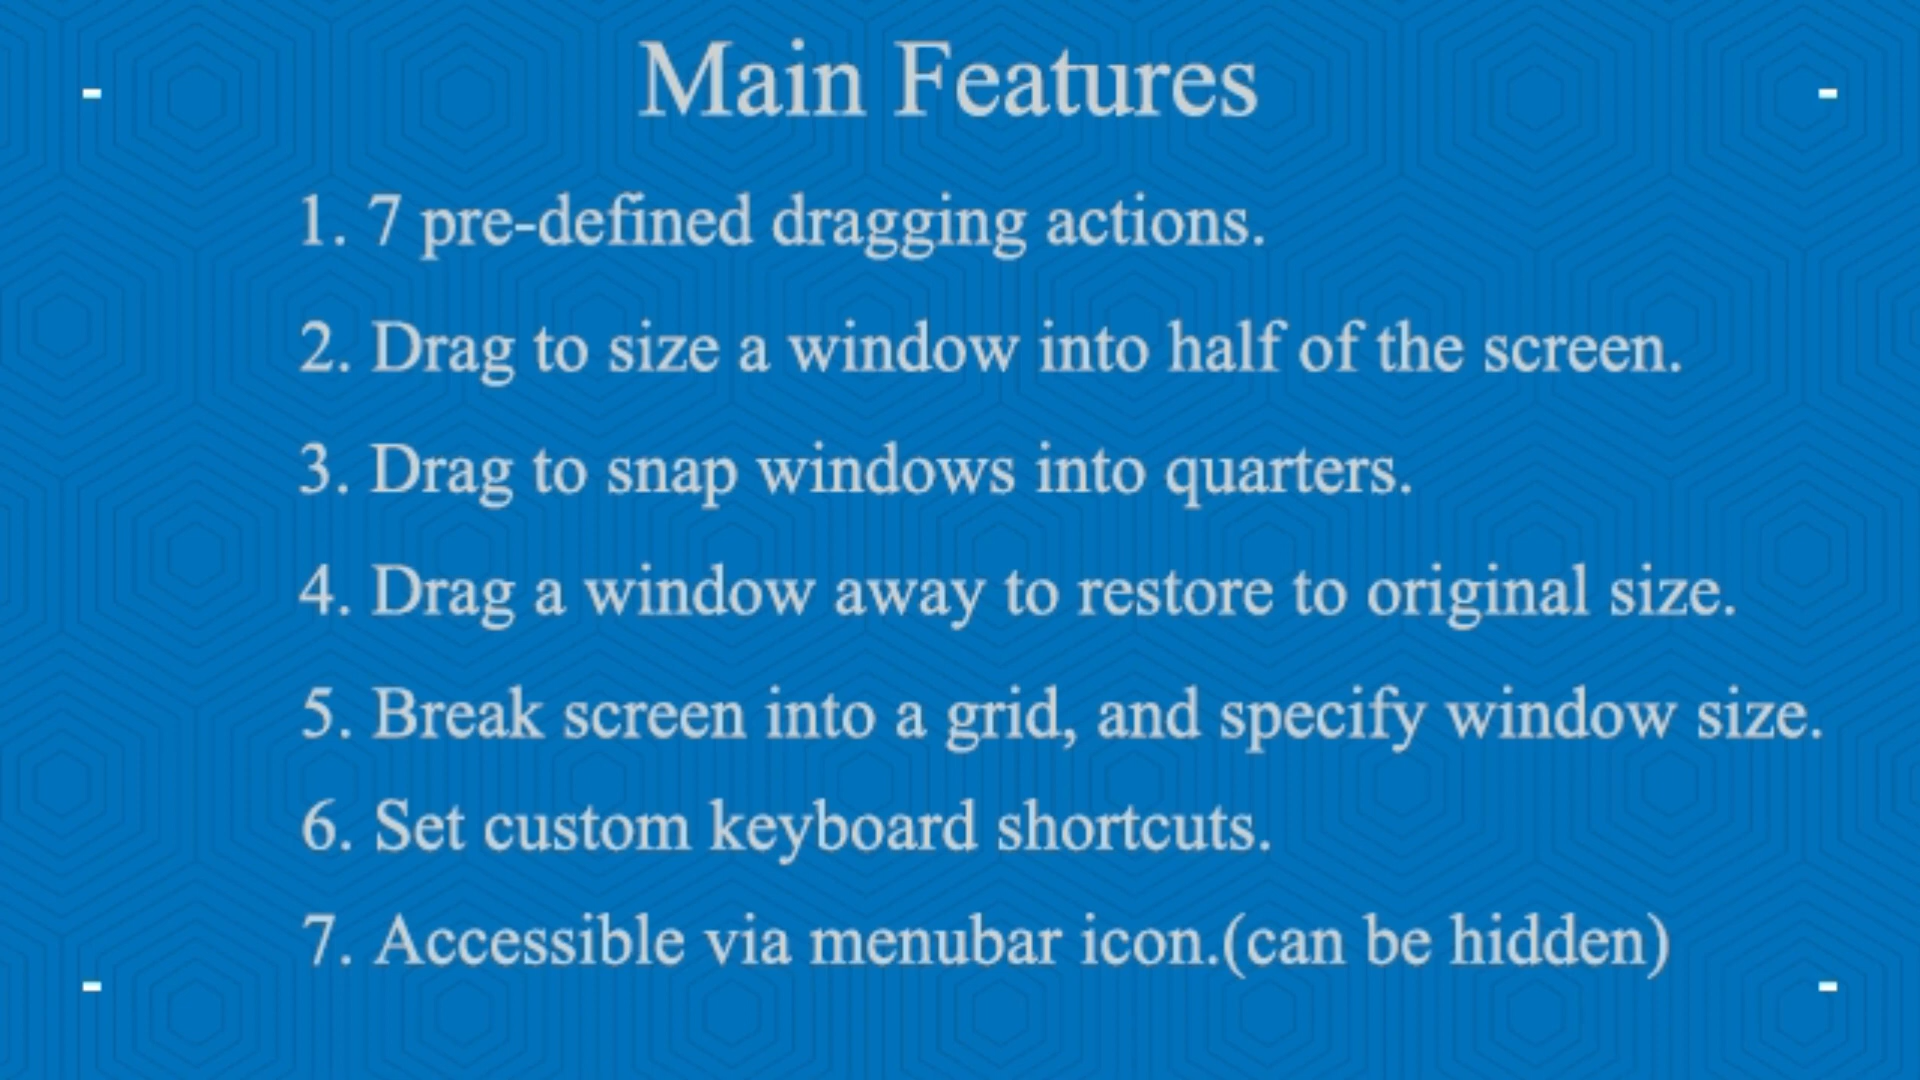 Main Features
- -
1. 7 pre-defined dragging actions.
2. Drag to size a window into half of the screen.
3. Drag to snap windows into quarters.
4. Drag a window away to restore to original size.
5. Break screen into a grid, and specify window size.
6. Set custom keyboard shortcuts.
7. Accessible via menubar icon.(can be hidden)
- -